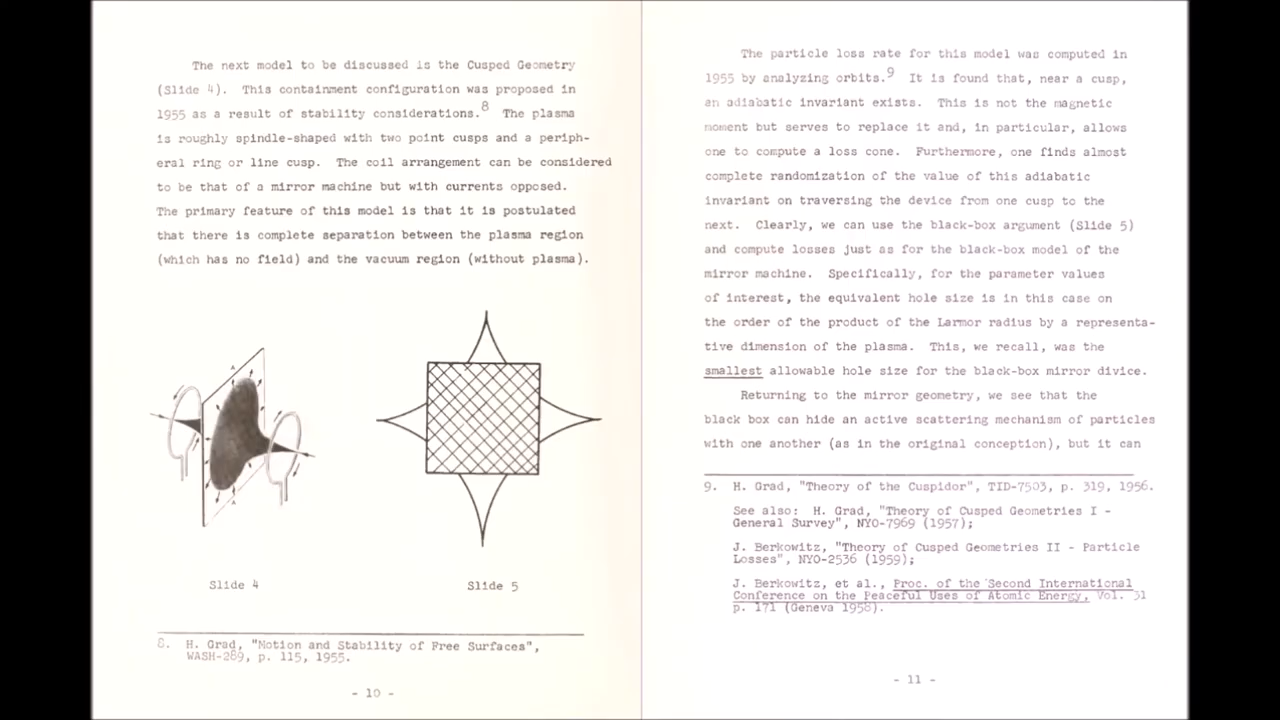 The next model to be discussed is the Cusped Geometry
(Slide 4).  This containment configuration was proposed in
1955 as a result of stability considerations.8  The plasma
is roughly spindle-shaped with two point cusps and a periph-
eral ring or line cusp.  The coil arrangement can be considered
to be that of a mirror machine but with currents opposed.
The primary feature of this model is that it is postulated
that there is complete separation between the plasma region
(which has no field) and the vacuum region (without plasma).
Slide 4
Slide 5
8.  H. Grad, "Motion and Stability of Free Surfaces",
WASH-289, p. 115, 1955.
- 10 -
The particle loss rate for this model was computed in
1955 by analyzing orbits.9  It is found that, near a cusp,
an adiabatic invariant exists.  This is not the magnetic
moment but serves to replace it and, in particular, allows
one to compute a loss cone.  Furthermore, one finds almost
complete randomization of the value of this adiabatic
invariant on traversing the device from one cusp to the
next.  Clearly, we can use the black-box argument (Slide 5)
and compute losses just as for the black-box model of the
mirror machine.  Specifically, for the parameter values
of interest, the equivalent hole size is in this case on
the order of the product of the Larmor radius by a representa-
tive dimension of the plasma.  This, we recall, was the
smallest allowable hole size for the black-box mirror divice.
Returning to the mirror geometry, we see that the
black box can hide an active scattering mechanism of particles
with one another (as in the original conception), but it can
9.  H. Grad, "Theory of the Cuspidor", TID-7503, p. 319, 1956.
See also:  H. Grad, "Theory of Cusped Geometries I -
General Survey", NYO-7969 (1957);
J. Berkowitz, "Theory of Cusped Geometries II - Particle
Losses", NYO-2536 (1959);
J. Berkowitz, et al., Proc. of the Second International
Conference on the Peaceful Uses of Atomic Energy, Vol. 31
p. 171 (Geneva 1958).
- 11 -